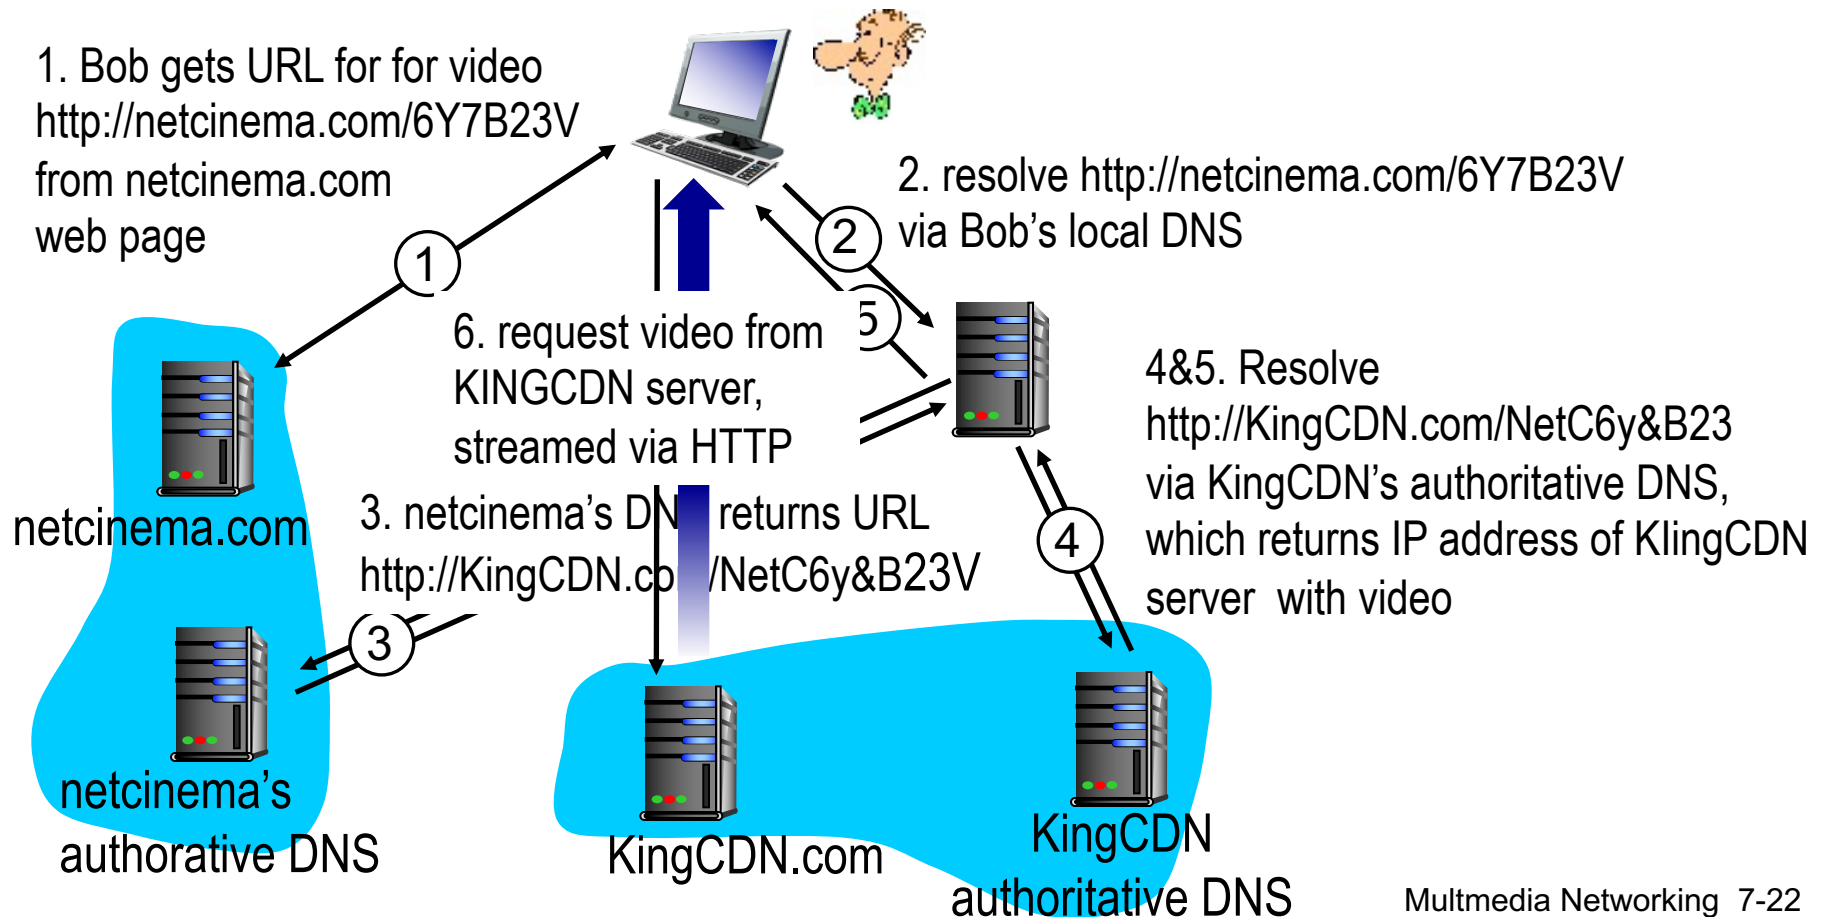 1. Bob gets URL for for video
http://netcinema.com/6Y7B23V
from netcinema.com
web page
1
2. resolve http://netcinema.com/6Y7B23V
via Bob's local DNS
2
5
6. request video from
KINGCDN server,
streamed via HTTP
4&5. Resolve
http://KingCDN.com/NetC6y&B23
via KingCDN's authoritative DNS,
which returns IP address of KIingCDN
server with video
netcinema.com
3. netcinema's DN returns URL
http://KingCDN.co /NetC6y&B23V
4
3
netcinema's
authorative DNS
KingCDN.com
KingCDN
authoritative DNS
Multmedia Networking 7-22